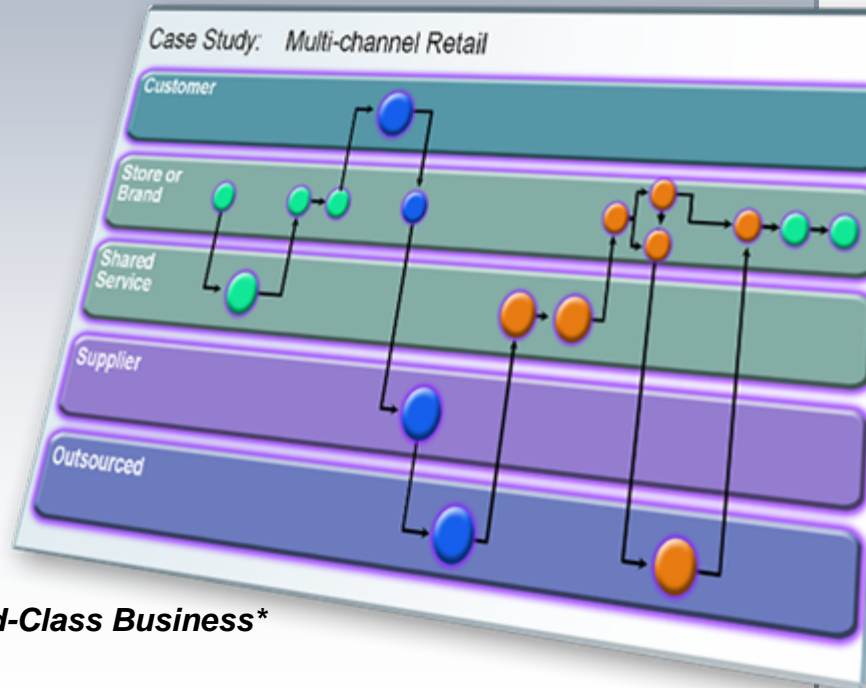 Case Study: Multi-channel Retail
Customer
Store or
Brand
Shared
Service
Supplier
Outsourced
d-Class Business*